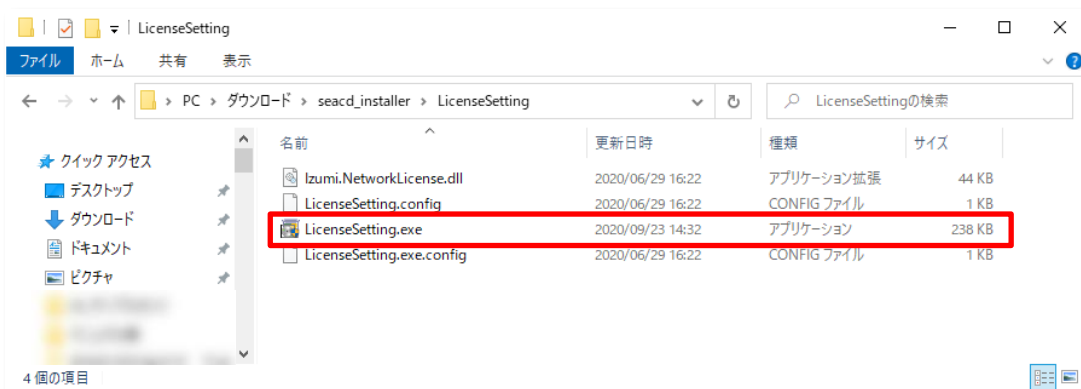 LicenseSetting
ファイル ホーム 共有 表示
PC > ダウンロード > seacd_installer > LicenseSetting LicenseSettingの検索
名前 更新日時 種類 サイズ
クイック アクセス
デスクトップ
ダウンロード
ドキュメント
ピクチャ
Izumi.NetworkLicense.dll 2020/06/29 16:22 アプリケーション拡張 44 KB
LicenseSetting.config 2020/06/29 16:22 CONFIG ファイル 1 KB
LicenseSetting.exe 2020/09/23 14:32 アプリケーション 238 KB
LicenseSetting.exe.config 2020/06/29 16:22 CONFIG ファイル 1 KB
4 個の項目